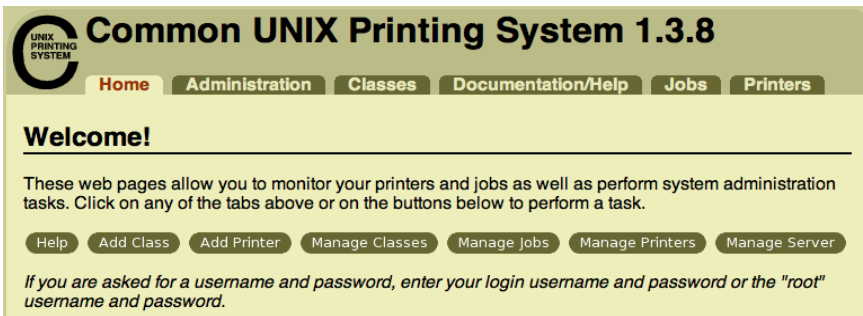 UNIX
PRINTING
SYSTEM
Common UNIX Printing System 1.3.8
Home Administration Classes Documentation/Help Jobs Printers
Welcome!
These web pages allow you to monitor your printers and jobs as well as perform system administration
tasks. Click on any of the tabs above or on the buttons below to perform a task.
Help Add Class Add Printer Manage Classes Manage Jobs Manage Printers Manage Server
If you are asked for a username and password, enter your login username and password or the "root"
username and password.